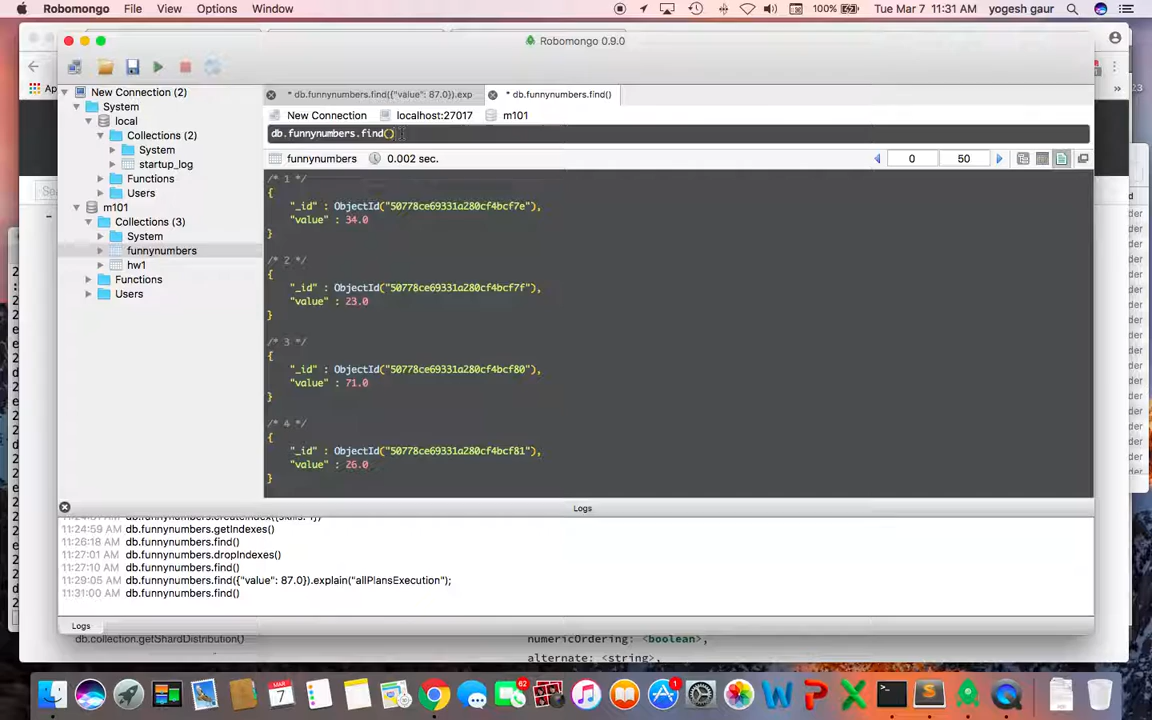 Robomongo File View Options Window 100% Tue Mar 7 11:31 AM yogesh gaur
Robomongo 0.9.0
New Connection (2)
System
local
Collections (2)
System
startup_log
Functions
Users
m101
Collections (3)
System
funnynumbers
hw1
Functions
Users
* db.funnynumbers.find({"value": 87.0}).exp * db.funnynumbers.find()
New Connection localhost:27017 m101
db.funnynumbers.find()
funnynumbers 0.002 sec. 0 50
/* 1 */
{
"_id" : ObjectId("50778ce69331a280cf4bcf7e"),
"value" : 34.0
}
/* 2 */
{
"_id" : ObjectId("50778ce69331a280cf4bcf7f"),
"value" : 23.0
}
/* 3 */
{
"_id" : ObjectId("50778ce69331a280cf4bcf80"),
"value" : 71.0
}
/* 4 */
{
"_id" : ObjectId("50778ce69331a280cf4bcf81"),
"value" : 26.0
}
Logs
11:24:59 AM db.funnynumbers.getIndexes()
11:26:18 AM db.funnynumbers.find()
11:27:01 AM db.funnynumbers.dropIndexes()
11:27:10 AM db.funnynumbers.find()
11:29:05 AM db.funnynumbers.find({"value": 87.0}).explain("allPlansExecution");
11:31:00 AM db.funnynumbers.find()
Logs
db.collection.getShardDistribution()
numericOrdering: <boolean>,
alternate: <string>,